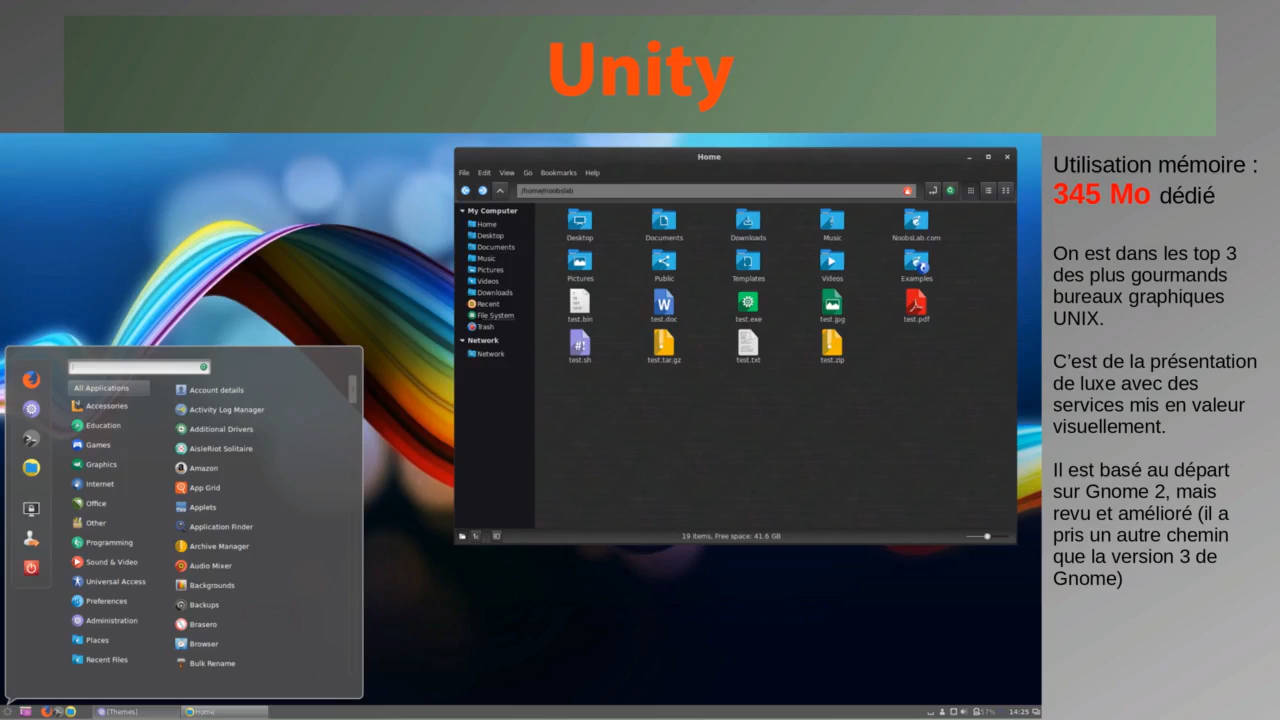 Unity
Home
File Edit View Go Bookmarks Help
/home/noobslab
My Computer
Home
Desktop
Documents
Music
Pictures
Videos
Downloads
Recent
File System
Trash
Network
Network
Desktop Documents Downloads Music NoobsLab.com
Pictures Public Templates Videos Examples
test.bin test.doc test.exe test.jpg test.pdf
test.sh test.tar.gz test.txt test.zip
19 items, Free space: 41.6 GB
All Applications
Accessories
Education
Games
Graphics
Internet
Office
Other
Programming
Sound & Video
Universal Access
Preferences
Administration
Places
Recent Files
Account details
Activity Log Manager
Additional Drivers
AisleRiot Solitaire
Amazon
App Grid
Applets
Application Finder
Archive Manager
Audio Mixer
Backgrounds
Backups
Brasero
Browser
Bulk Rename
[Themes]
Home
57%
14:25
Utilisation mémoire :
345 Mo dédié
On est dans les top 3
des plus gourmands
bureaux graphiques
UNIX.
C'est de la présentation
de luxe avec des
services mis en valeur
visuellement.
Il est basé au départ
sur Gnome 2, mais
revu et amélioré (il a
pris un autre chemin
que la version 3 de
Gnome)